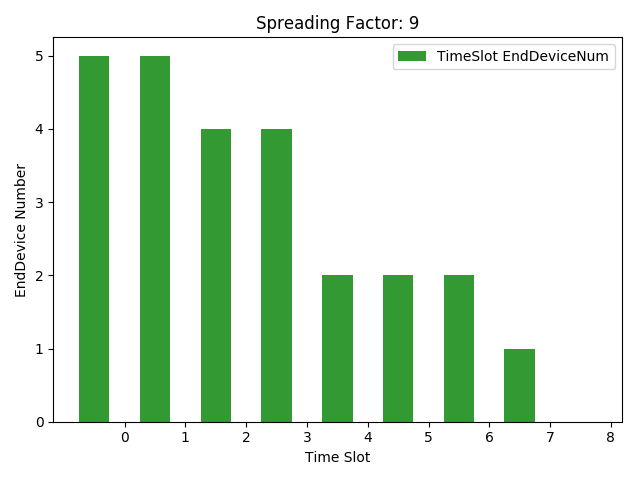 Spreading Factor: 9
TimeSlot EndDeviceNum
5
4
3
2
1
0
EndDevice Number
0 1 2 3 4 5 6 7 8
Time Slot